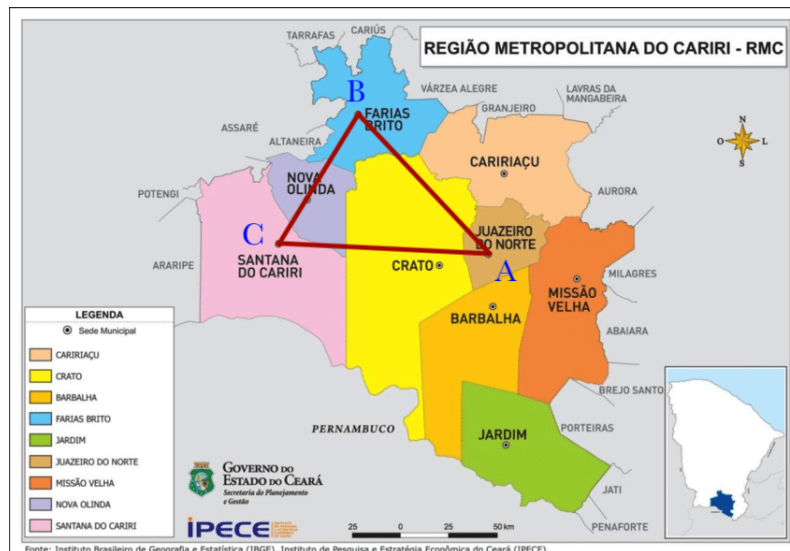 REGIÃO METROPOLITANA DO CARIRI - RMC
TARRAFAS
CARIÚS
VÁRZEA ALEGRE
LAVRAS DA
MANGABEIRA
GRANJEIRO
B
FARIAS
BRITO
ASSARÉ
ALTANEIRA
N
O
L
S
CARIRIAÇU
NOVA
OLINDA
POTENGI
AURORA
C
JUAZEIRO
DO NORTE
SANTANA
DO CARIRI
CRATO
A
ARARIPE
MISSÃO
VELHA
MILAGRES
BARBALHA
ABAIARA
BREJO SANTO
LEGENDA
Sede Municipal
CARIRIAÇU
CRATO
BARBALHA
FARIAS BRITO
JARDIM
JUAZEIRO DO NORTE
MISSÃO VELHA
NOVA OLINDA
SANTANA DO CARIRI
PERNAMBUCO
JARDIM
PORTEIRAS
JATI
PENAFORTE
GOVERNO DO
ESTADO DO CEARÁ
Secretaria do Planejamento
e Gestão
IPECE
25 0 25 50 km
Fonte: Instituto Brasileiro de Geografia e Estatística (IBGE), Instituto de Pesquisa e Estratégia Econômica do Ceará (IPECE).